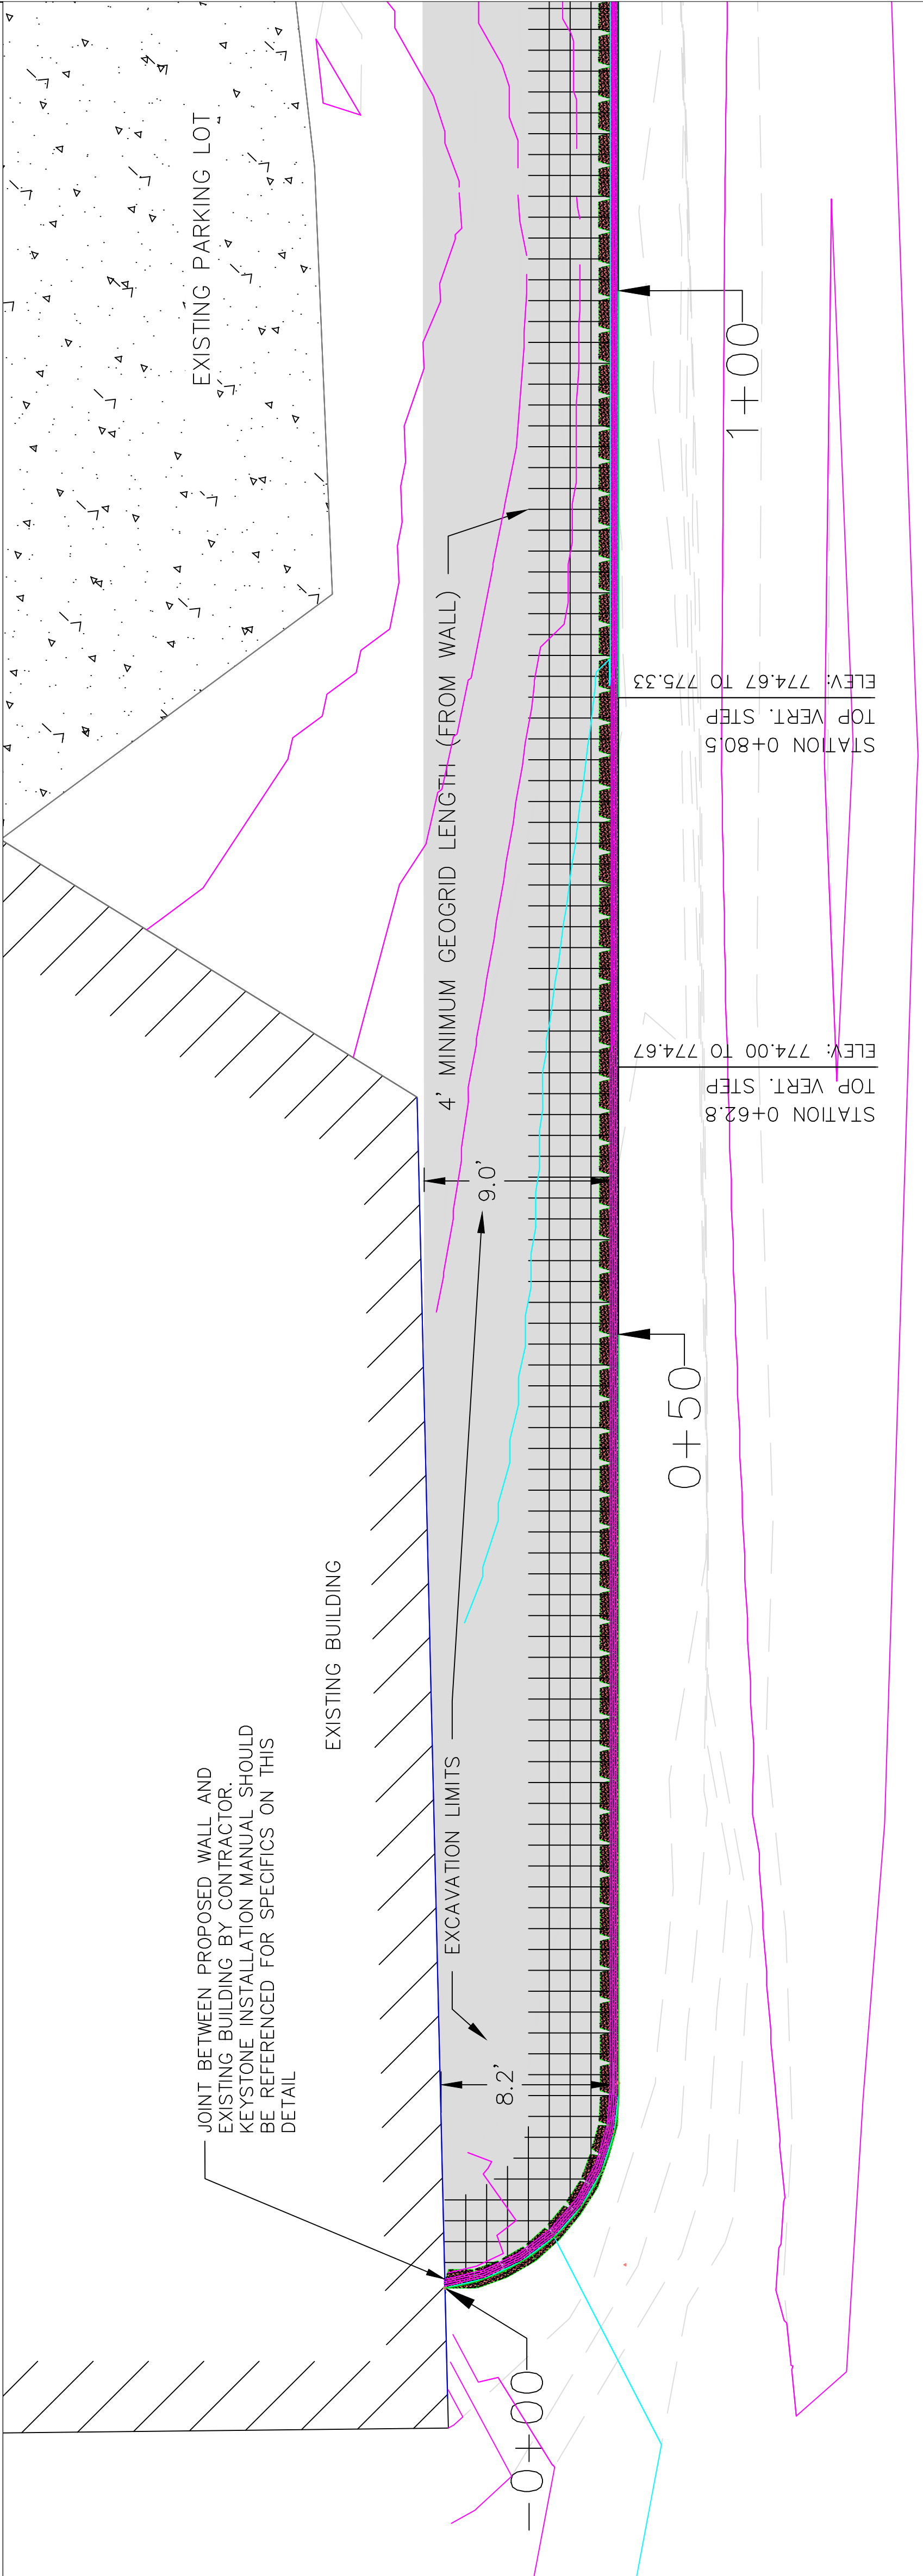 EXISTING PARKING LOT
4' MINIMUM GEOGRID LENGTH (FROM WALL)
1+00
STATION 0+80.5
TOP VERT. STEP
ELEV: 774.67 TO 775.33
STATION 0+62.8
TOP VERT. STEP
ELEV: 774.00 TO 774.67
9.0'
0+50
EXISTING BUILDING
EXCAVATION LIMITS
JOINT BETWEEN PROPOSED WALL AND
EXISTING BUILDING BY CONTRACTOR.
KEYSTONE INSTALLATION MANUAL SHOULD
BE REFERENCED FOR SPECIFICS ON THIS
DETAIL
8.2'
-0+00